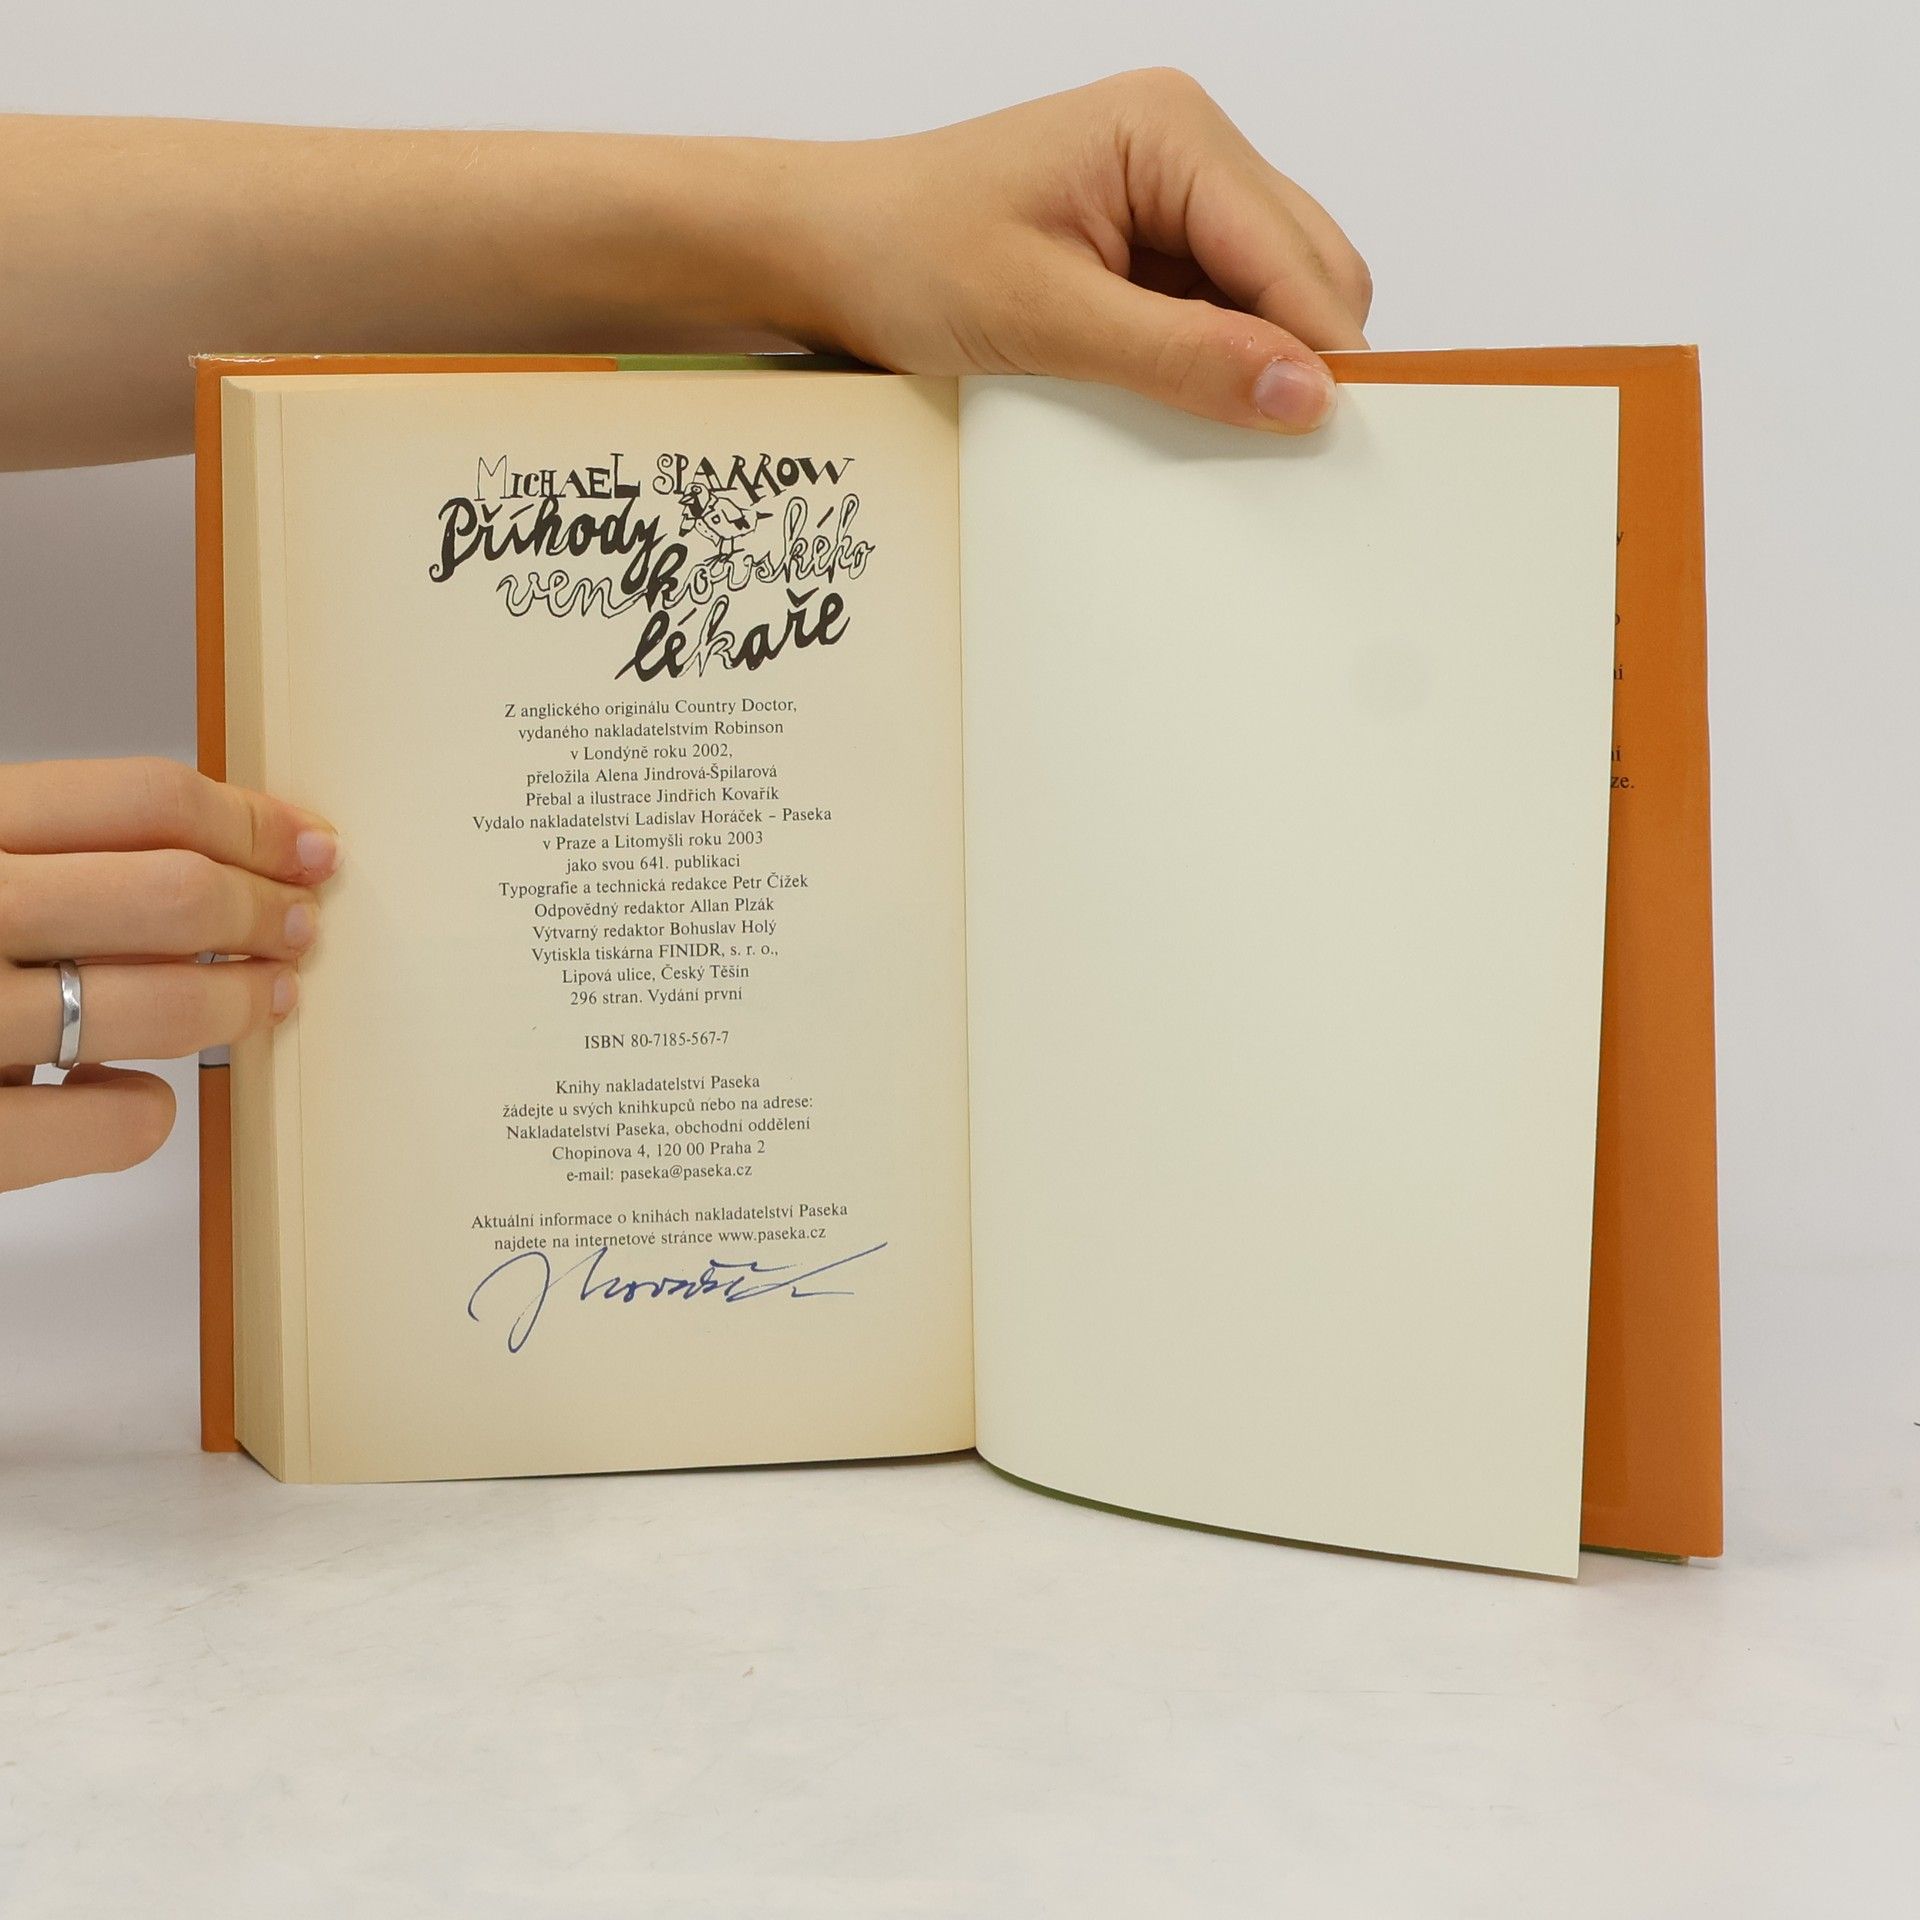 MICHAEL SPARROW
Příhody
venkovského
lékaře
Z anglického originálu Country Doctor,
vydaného nakladatelstvím Robinson
v Londýně roku 2002,
přeložila Alena Jindrová-Špilarová
Přebal a ilustrace Jindřich Kovařík
Vydalo nakladatelství Ladislav Horáček – Paseka
v Praze a Litomyšli roku 2003
jako svou 641. publikaci
Typografie a technická redakce Petr Čížek
Odpovědný redaktor Allan Plzák
Výtvarný redaktor Bohuslav Holý
Vytiskla tiskárna FINIDR, s. r. o.,
Lipová ulice, Český Těšín
296 stran. Vydání první
ISBN 80-7185-567-7
Knihy nakladatelství Paseka
žádejte u svých knihkupců nebo na adrese:
Nakladatelství Paseka, obchodní oddělení
Chopinova 4, 120 00 Praha 2
e-mail: paseka@paseka.cz
Aktuální informace o knihách nakladatelství Paseka
najdete na internetové stránce www.paseka.cz
J Kovařík